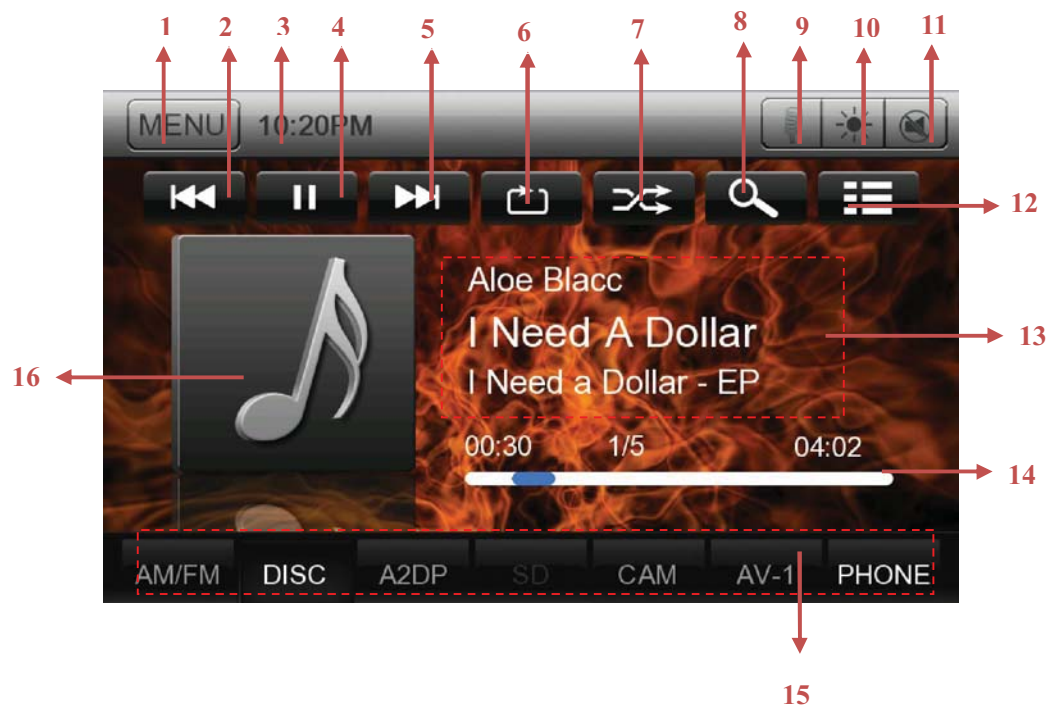 1 2 3 4 5 6 7 8 9 10 11
MENU 10:20PM
12
Aloe Blacc
I Need A Dollar
13
I Need a Dollar - EP
16
00:30 1/5 04:02
14
AM/FM DISC A2DP SD CAM AV-1 PHONE
15